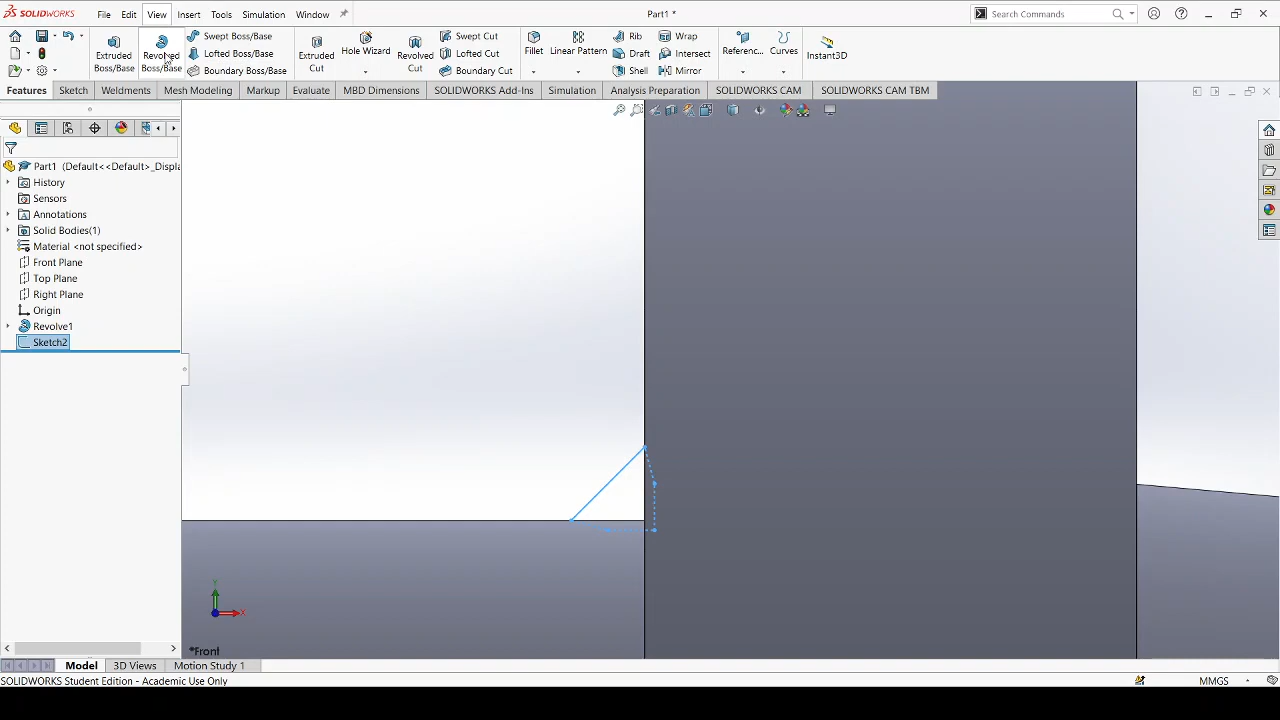 SOLIDWORKS
File
Edit
View
Insert
Tools
Simulation
Window
Part1 *
Search Commands
Extruded
Boss/Base
Revolved
Boss/Base
Swept Boss/Base
Lofted Boss/Base
Boundary Boss/Base
Extruded
Cut
Hole Wizard
Revolved
Cut
Swept Cut
Lofted Cut
Boundary Cut
Fillet
Linear Pattern
Rib
Draft
Shell
Wrap
Intersect
Mirror
Referenc...
Curves
Instant3D
Features
Sketch
Weldments
Mesh Modeling
Markup
Evaluate
MBD Dimensions
SOLIDWORKS Add-Ins
Simulation
Analysis Preparation
SOLIDWORKS CAM
SOLIDWORKS CAM TBM
Part1 (Default<<Default>_Displa
History
Sensors
Annotations
Solid Bodies(1)
Material <not specified>
Front Plane
Top Plane
Right Plane
Origin
Revolve1
Sketch2
Y
X
*Front
Model
3D Views
Motion Study 1
SOLIDWORKS Student Edition - Academic Use Only
MMGS